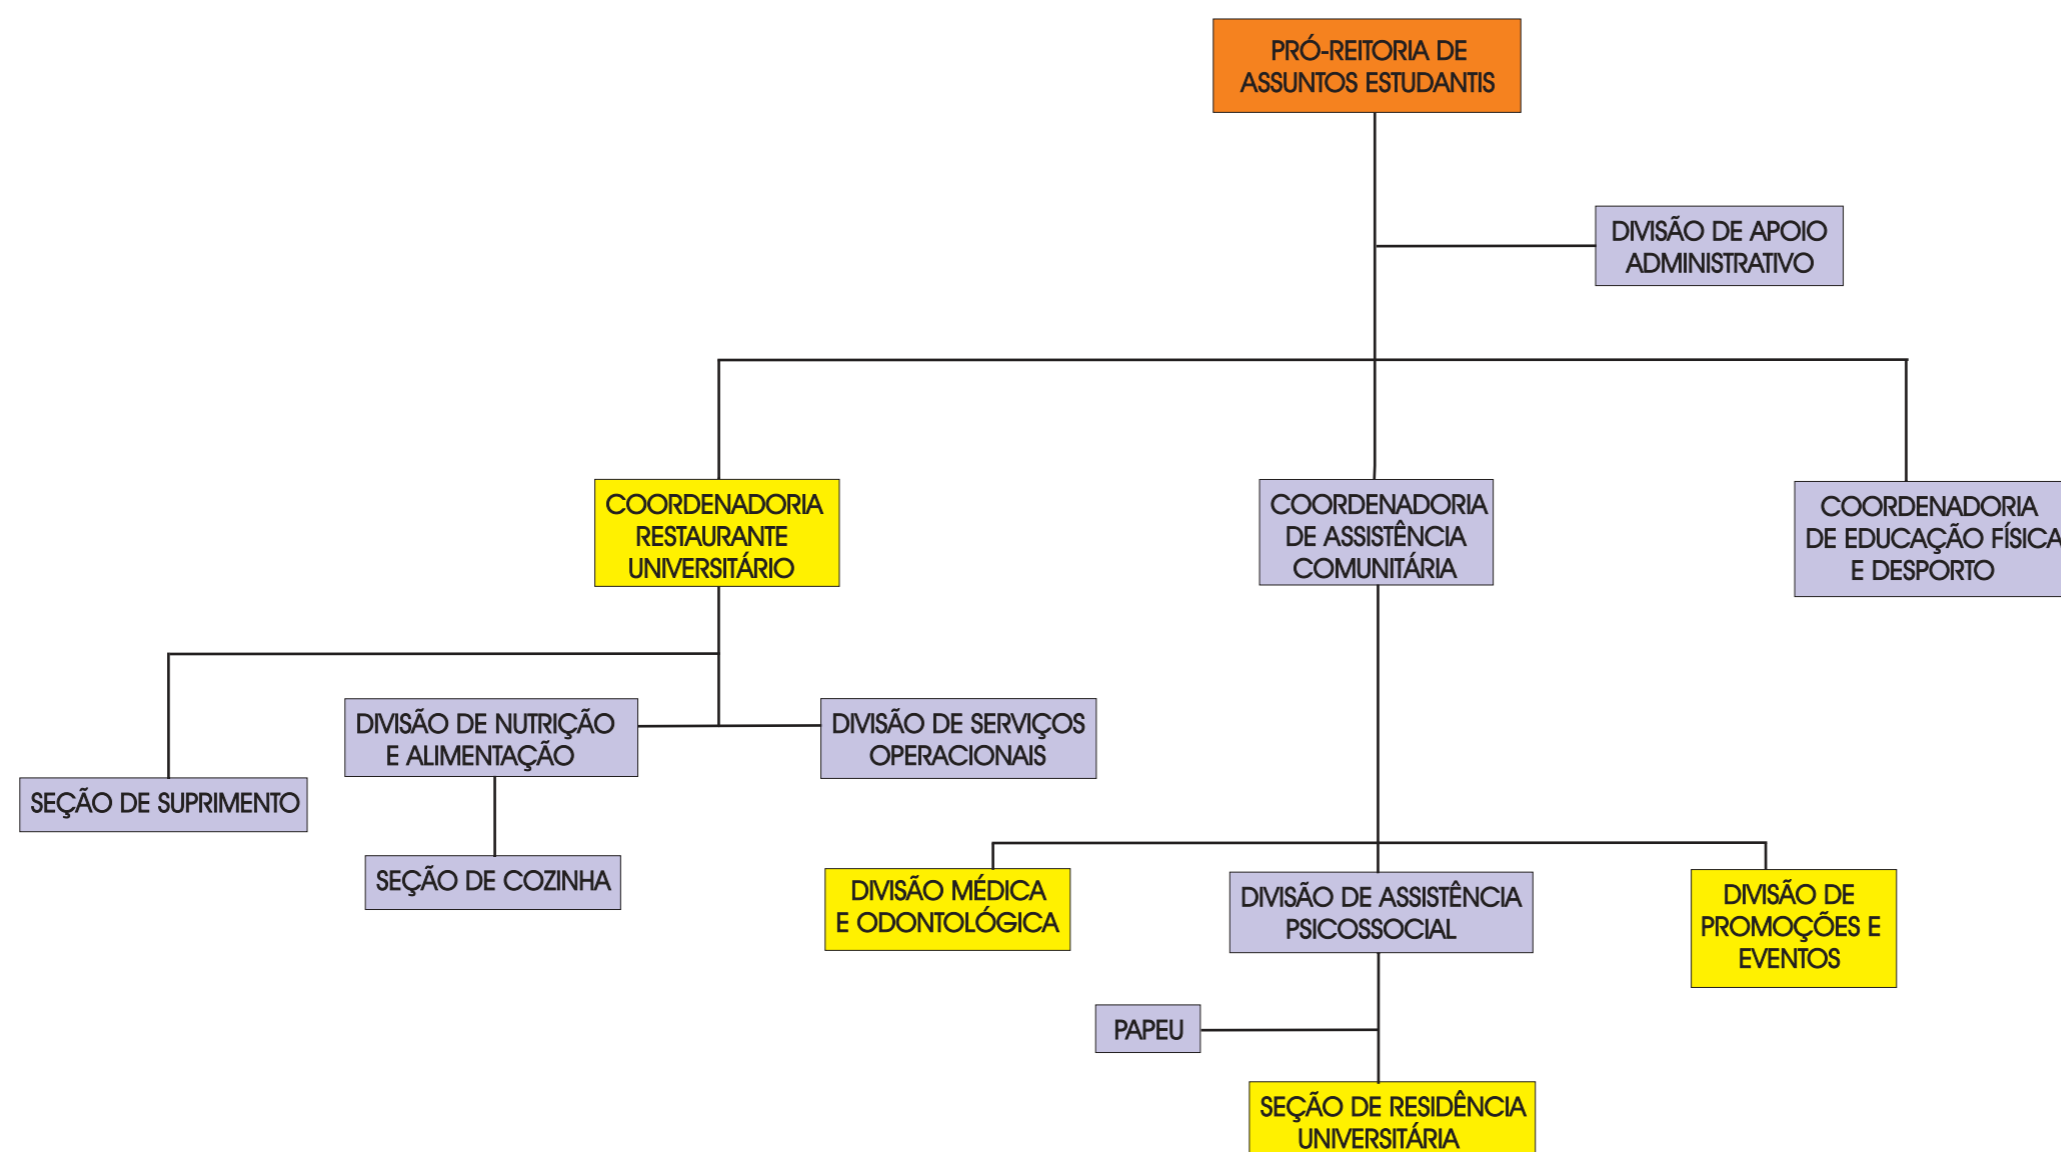 PRÓ-REITORIA DE
ASSUNTOS ESTUDANTIS
DIVISÃO DE APOIO
ADMINISTRATIVO
COORDENADORIA
RESTAURANTE
UNIVERSITÁRIO
COORDENADORIA
DE ASSISTÊNCIA
COMUNITÁRIA
COORDENADORIA
DE EDUCAÇÃO FÍSICA
E DESPORTO
DIVISÃO DE NUTRIÇÃO
E ALIMENTAÇÃO
DIVISÃO DE SERVIÇOS
OPERACIONAIS
SEÇÃO DE SUPRIMENTO
SEÇÃO DE COZINHA
DIVISÃO MÉDICA
E ODONTOLÓGICA
DIVISÃO DE ASSISTÊNCIA
PSICOSSOCIAL
DIVISÃO DE
PROMOÇÕES E
EVENTOS
PAPEU
SEÇÃO DE RESIDÊNCIA
UNIVERSITÁRIA